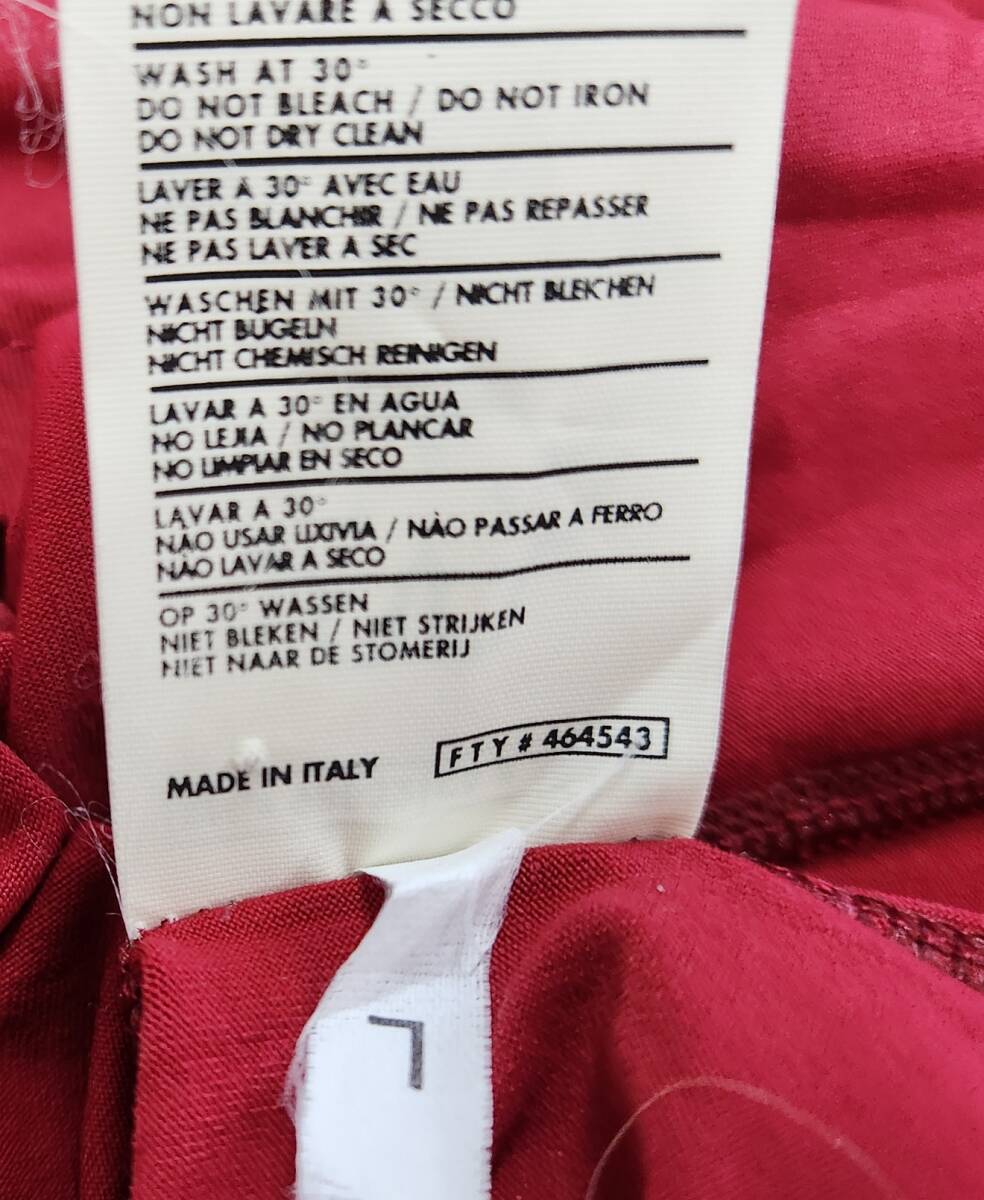 NON LAVARE A SECCO
WASH AT 30°
DO NOT BLEACH / DO NOT IRON
DO NOT DRY CLEAN
LAVER A 30° AVEC EAU
NE PAS BLANCHIR / NE PAS REPASSER
NE PAS LAVER A SEC
WASCHEN MIT 30° / NICHT BLEICHEN
NICHT BUGELN
NICHT CHEMISCH REINIGEN
LAVAR A 30° EN AGUA
NO LEJIA / NO PLANCAR
NO LIMPIAR EN SECO
LAVAR A 30°
NÃO USAR LIXIVIA / NÃO PASSAR A FERRO
NÃO LAVAR A SECO
OP 30° WASSEN
NIET BLEKEN / NIET STRIJKEN
NIET NAAR DE STOMERIJ
MADE IN ITALY
FTY # 464543
L